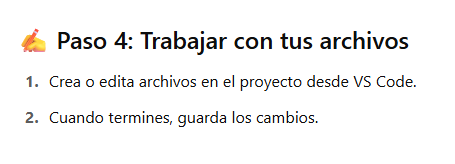 ✍️ Paso 4: Trabajar con tus archivos
1. Crea o edita archivos en el proyecto desde VS Code.
2. Cuando termines, guarda los cambios.